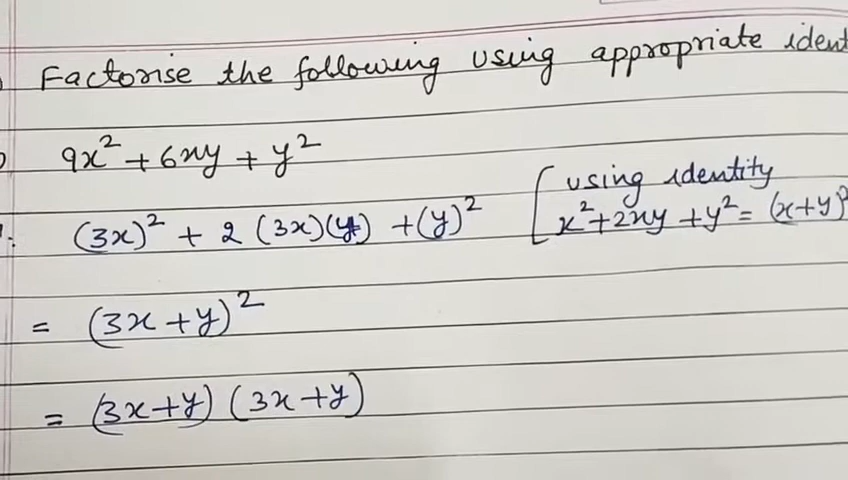 Factorise the following using appropriate ident
9x² + 6xy + y²
(3x)² + 2 (3x)(y) + (y)²
[ using identity
x² + 2xy + y² = (x+y)²
= (3x + y)²
= (3x+y) (3x+y)